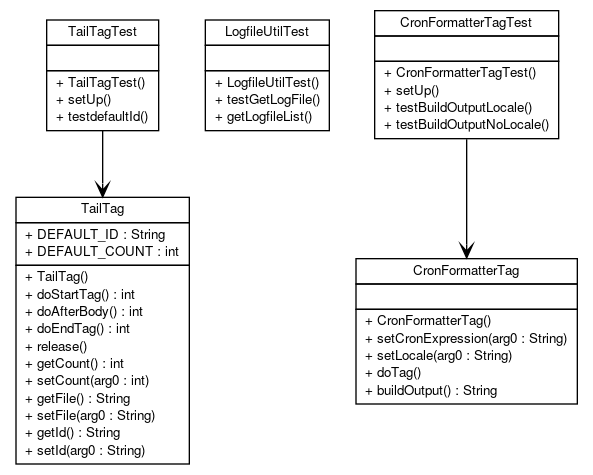 TailTagTest
+ TailTagTest()
+ setUp()
+ testdefaultId()
LogfileUtilTest
+ LogfileUtilTest()
+ testGetLogFile()
+ getLogfileList()
CronFormatterTagTest
+ CronFormatterTagTest()
+ setUp()
+ testBuildOutputLocale()
+ testBuildOutputNoLocale()
TailTag
+ DEFAULT_ID : String
+ DEFAULT_COUNT : int
+ TailTag()
+ doStartTag() : int
+ doAfterBody() : int
+ doEndTag() : int
+ release()
+ getCount() : int
+ setCount(arg0 : int)
+ getFile() : String
+ setFile(arg0 : String)
+ getId() : String
+ setId(arg0 : String)
CronFormatterTag
+ CronFormatterTag()
+ setCronExpression(arg0 : String)
+ setLocale(arg0 : String)
+ doTag()
+ buildOutput() : String